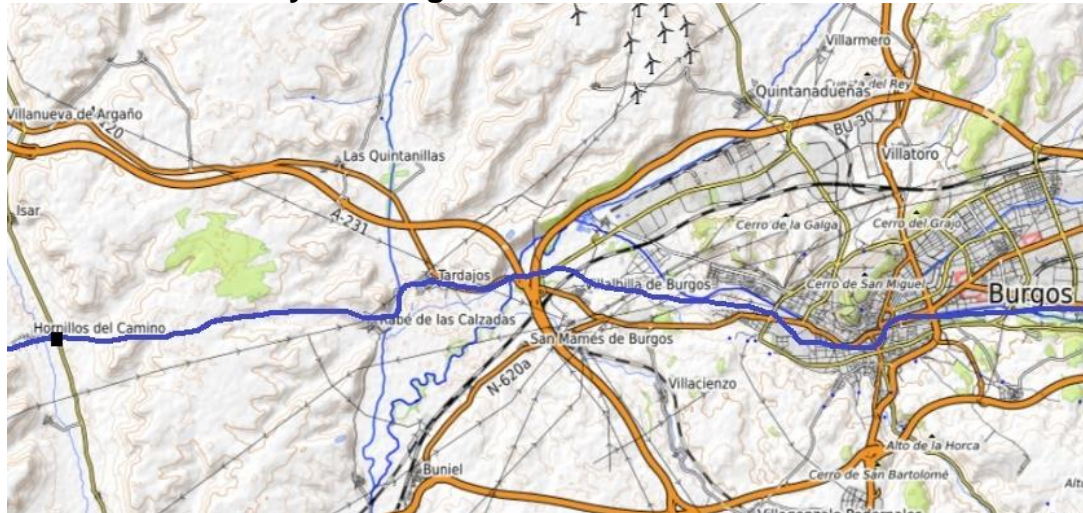 Villarmero
Cuesta del Rey
Quintanadueñas
Villanueva de Argaño
120
BU-30
Las Quintanillas
Villatoro
Isar
A-231
Cerro de la Galga
Cerro del Grajo
Tardajos
Villalbilla de Burgos
Cerro de San Miguel
Burgos
Hornillos del Camino
Rabé de las Calzadas
San Mamés de Burgos
N-620a
Villacienzo
Alto de la Horca
Buniel
Cerro de San Bartolomé